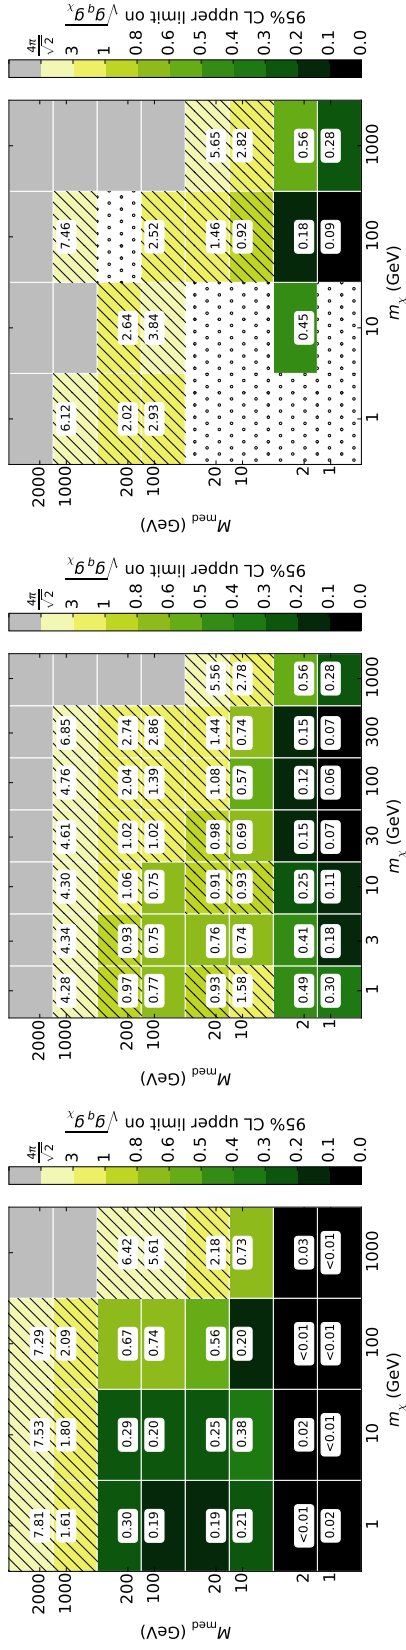 2000 7.81 7.53 7.29
1000 1.61 1.80 2.09
200 0.30 0.29 0.67 6.42
100 0.19 0.20 0.74 5.61
20 0.19 0.25 0.56 2.18
10 0.21 0.38 0.20 0.73
2 <0.01 0.02 <0.01 0.03
1 0.02 <0.01 <0.01 <0.01
1 10 100 1000
m_χ (GeV)
M_med (GeV)
4π/√2
3
1
0.8
0.6
0.5
0.4
0.3
0.2
0.1
0.0
95% CL upper limit on √g_q g_χ
2000
1000 4.28 4.34 4.30 4.61 4.76 6.85
200 0.97 0.93 1.06 1.02 2.04 2.74
100 0.77 0.75 0.75 1.02 1.39 2.86
20 0.93 0.76 0.91 0.98 1.08 1.44 5.56
10 1.58 0.74 0.93 0.69 0.57 0.74 2.78
2 0.49 0.41 0.25 0.15 0.12 0.15 0.56
1 0.30 0.18 0.11 0.07 0.06 0.07 0.28
1 3 10 30 100 300 1000
m_χ (GeV)
M_med (GeV)
4π/√2
3
1
0.8
0.6
0.5
0.4
0.3
0.2
0.1
0.0
95% CL upper limit on √g_q g_χ
2000
1000 6.12 7.46
200 2.02 2.64
100 2.93 3.84 2.52
20 1.46 5.65
10 0.92 2.82
2 0.45 0.18 0.56
1 0.09 0.28
1 10 100 1000
m_χ (GeV)
M_med (GeV)
4π/√2
3
1
0.8
0.6
0.5
0.4
0.3
0.2
0.1
0.0
95% CL upper limit on √g_q g_χ